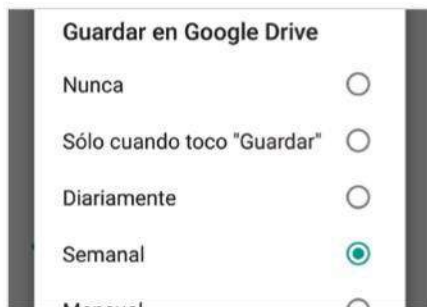 Guardar en Google Drive
Nunca
Sólo cuando toco "Guardar"
Diariamente
Semanal